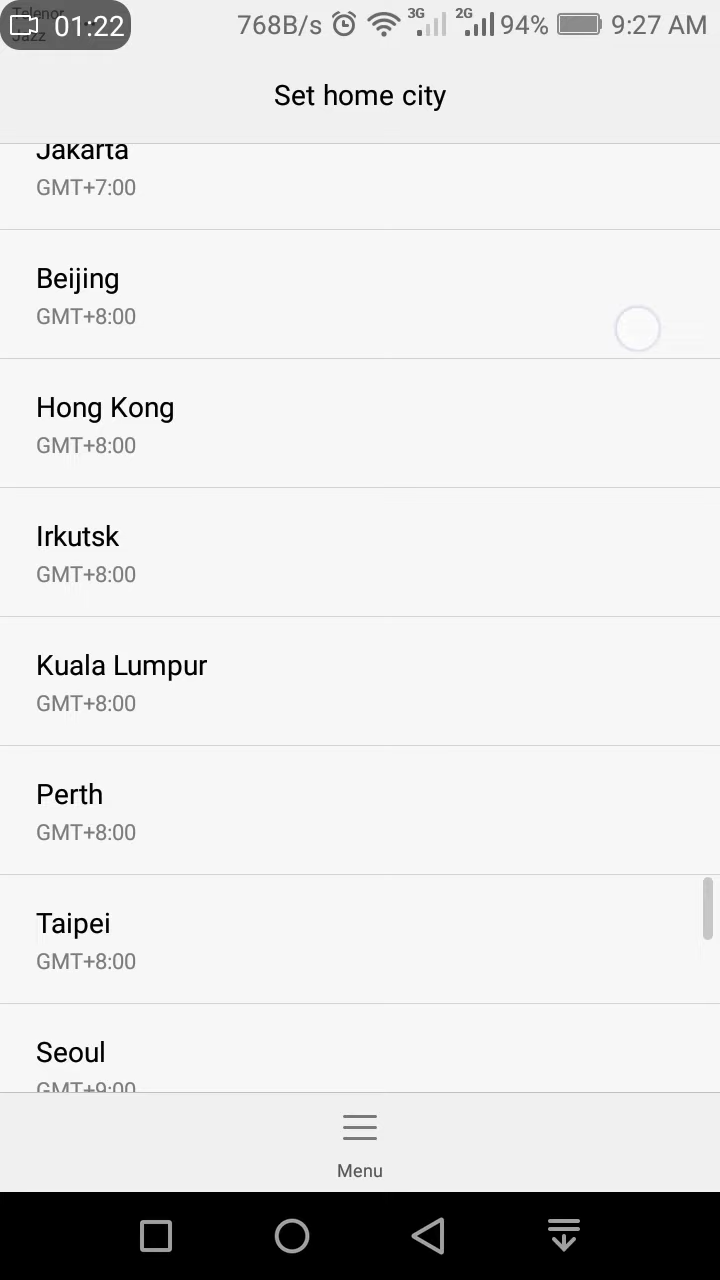 Telenor
Jazz
01:22
768B/s 3G 2G 94% 9:27 AM
Set home city
Jakarta
GMT+7:00
Beijing
GMT+8:00
Hong Kong
GMT+8:00
Irkutsk
GMT+8:00
Kuala Lumpur
GMT+8:00
Perth
GMT+8:00
Taipei
GMT+8:00
Seoul
GMT+9:00
Menu